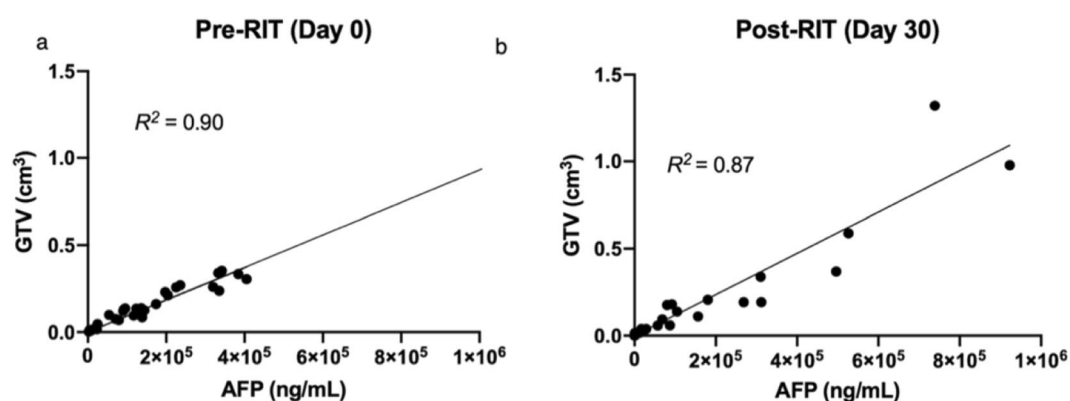 a
Pre-RIT (Day 0)
1.5
1.0
0.5
0.0
GTV (cm³)
R² = 0.90
0
2×10⁵
4×10⁵
6×10⁵
8×10⁵
1×10⁶
AFP (ng/mL)
b
Post-RIT (Day 30)
1.5
1.0
0.5
0.0
GTV (cm³)
R² = 0.87
0
2×10⁵
4×10⁵
6×10⁵
8×10⁵
1×10⁶
AFP (ng/mL)